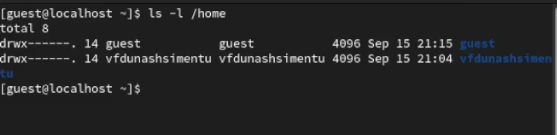 [guest@localhost ~]$ ls -l /home
total 8
drwx------. 14 guest        guest        4096 Sep 15 21:15 guest
drwx------. 14 vfdunashsimentu vfdunashsimentu 4096 Sep 15 21:04 vfdunashsimen
tu
[guest@localhost ~]$